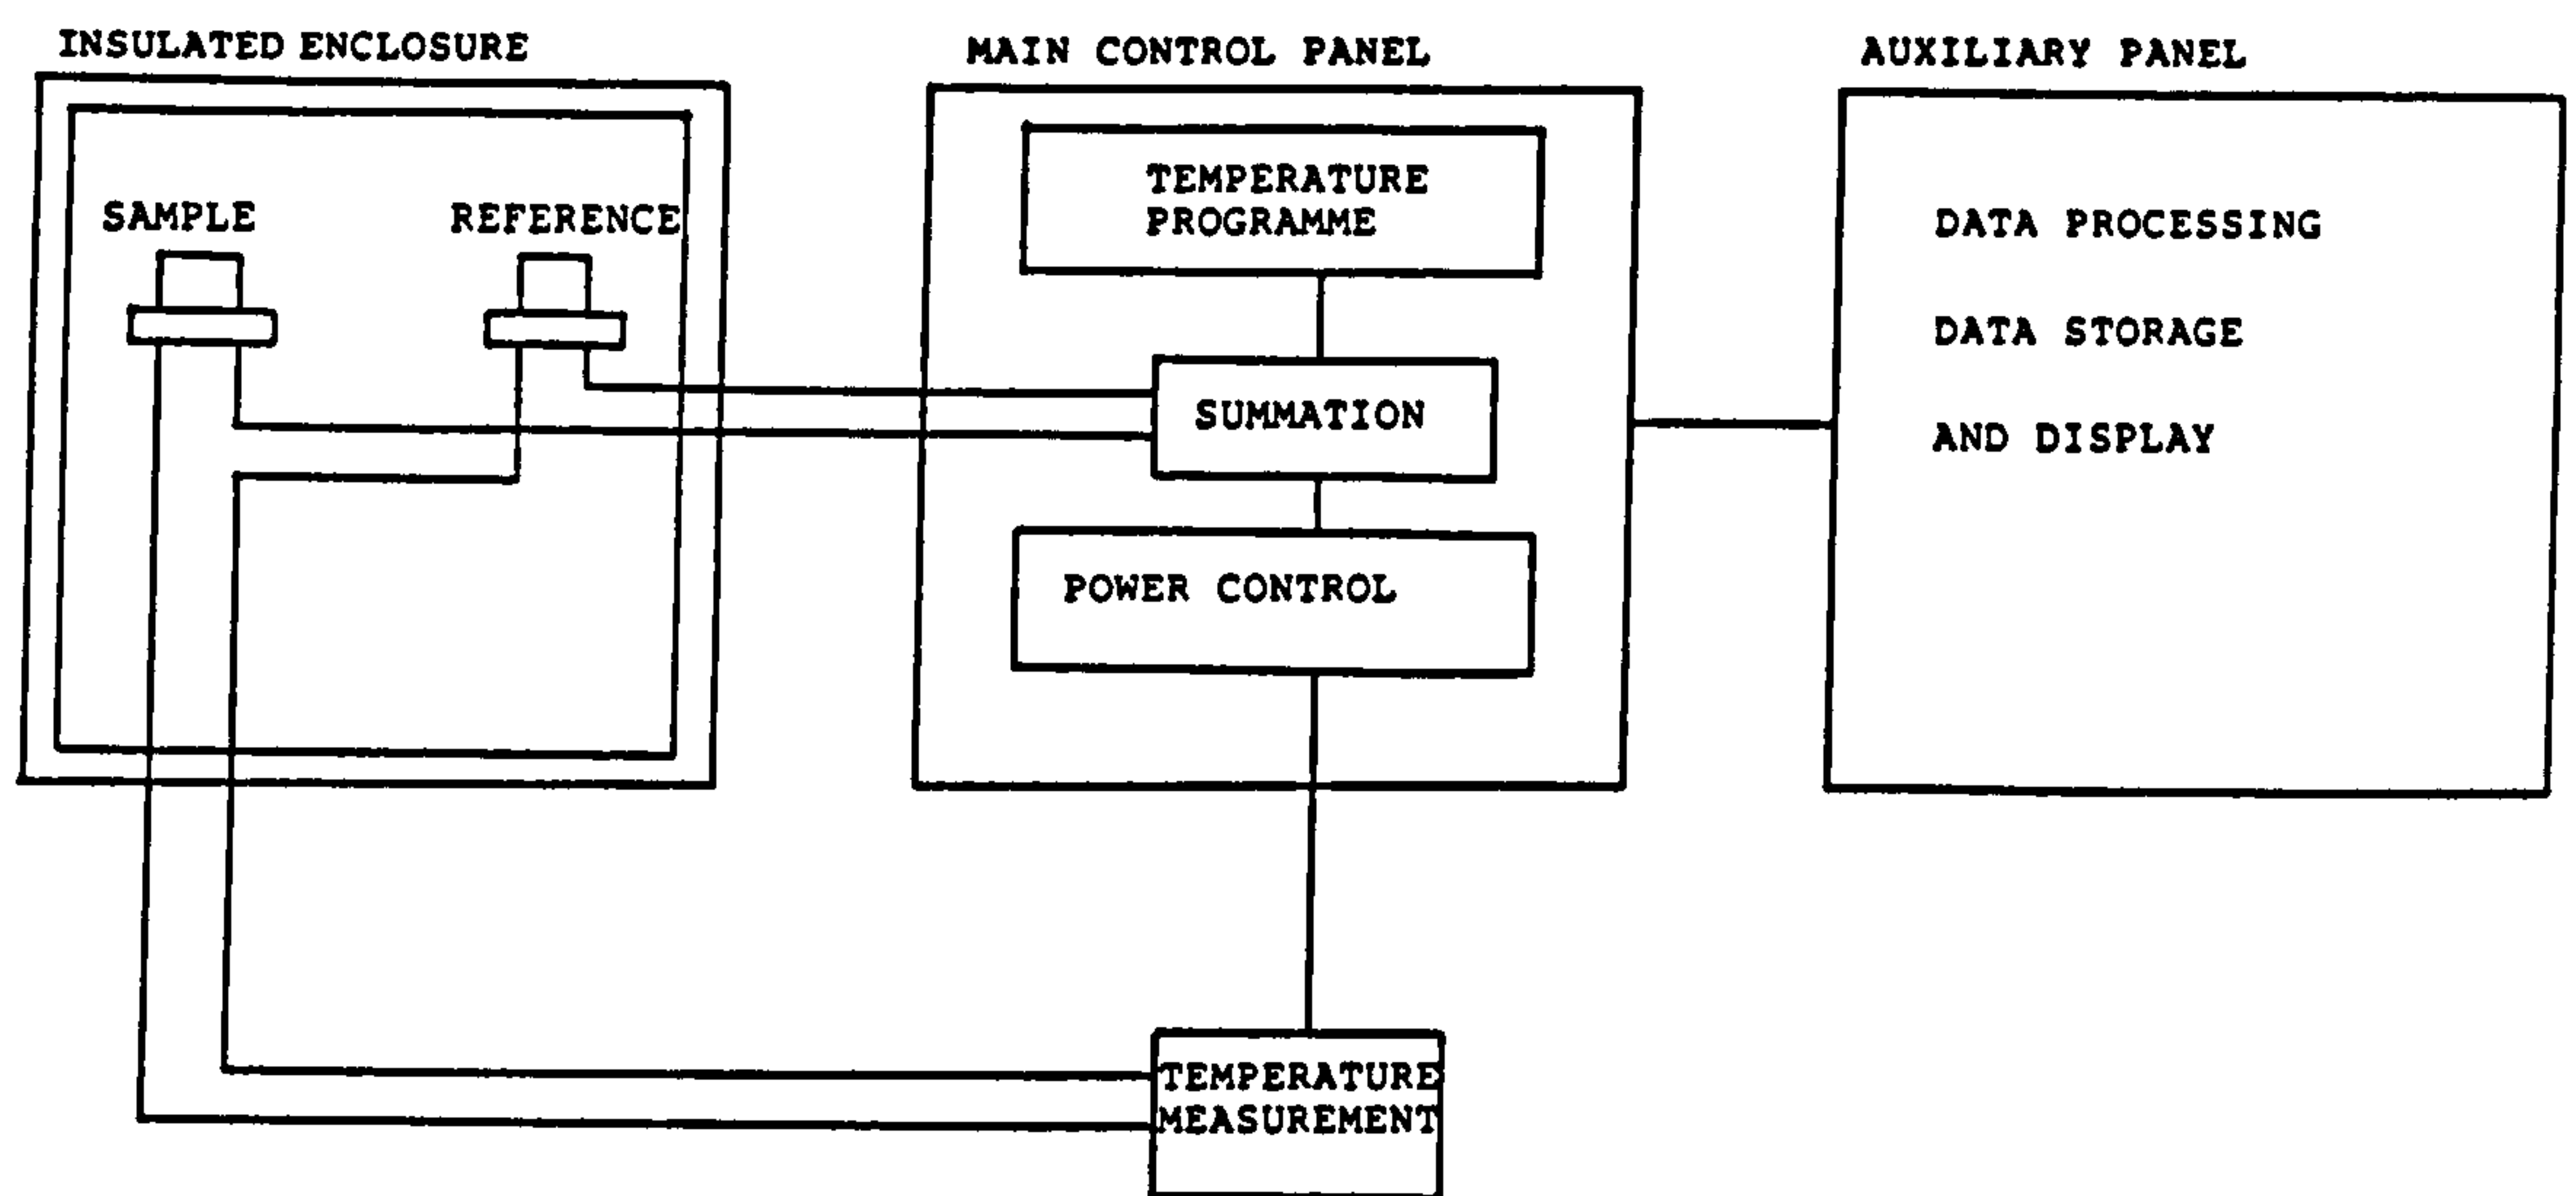 INSULATED ENCLOSURE
SAMPLE
REFERENCE
MAIN CONTROL PANEL
TEMPERATURE
PROGRAMME
SUMMATION
POWER CONTROL
AUXILIARY PANEL
DATA PROCESSING
DATA STORAGE
AND DISPLAY
TEMPERATURE
MEASUREMENT